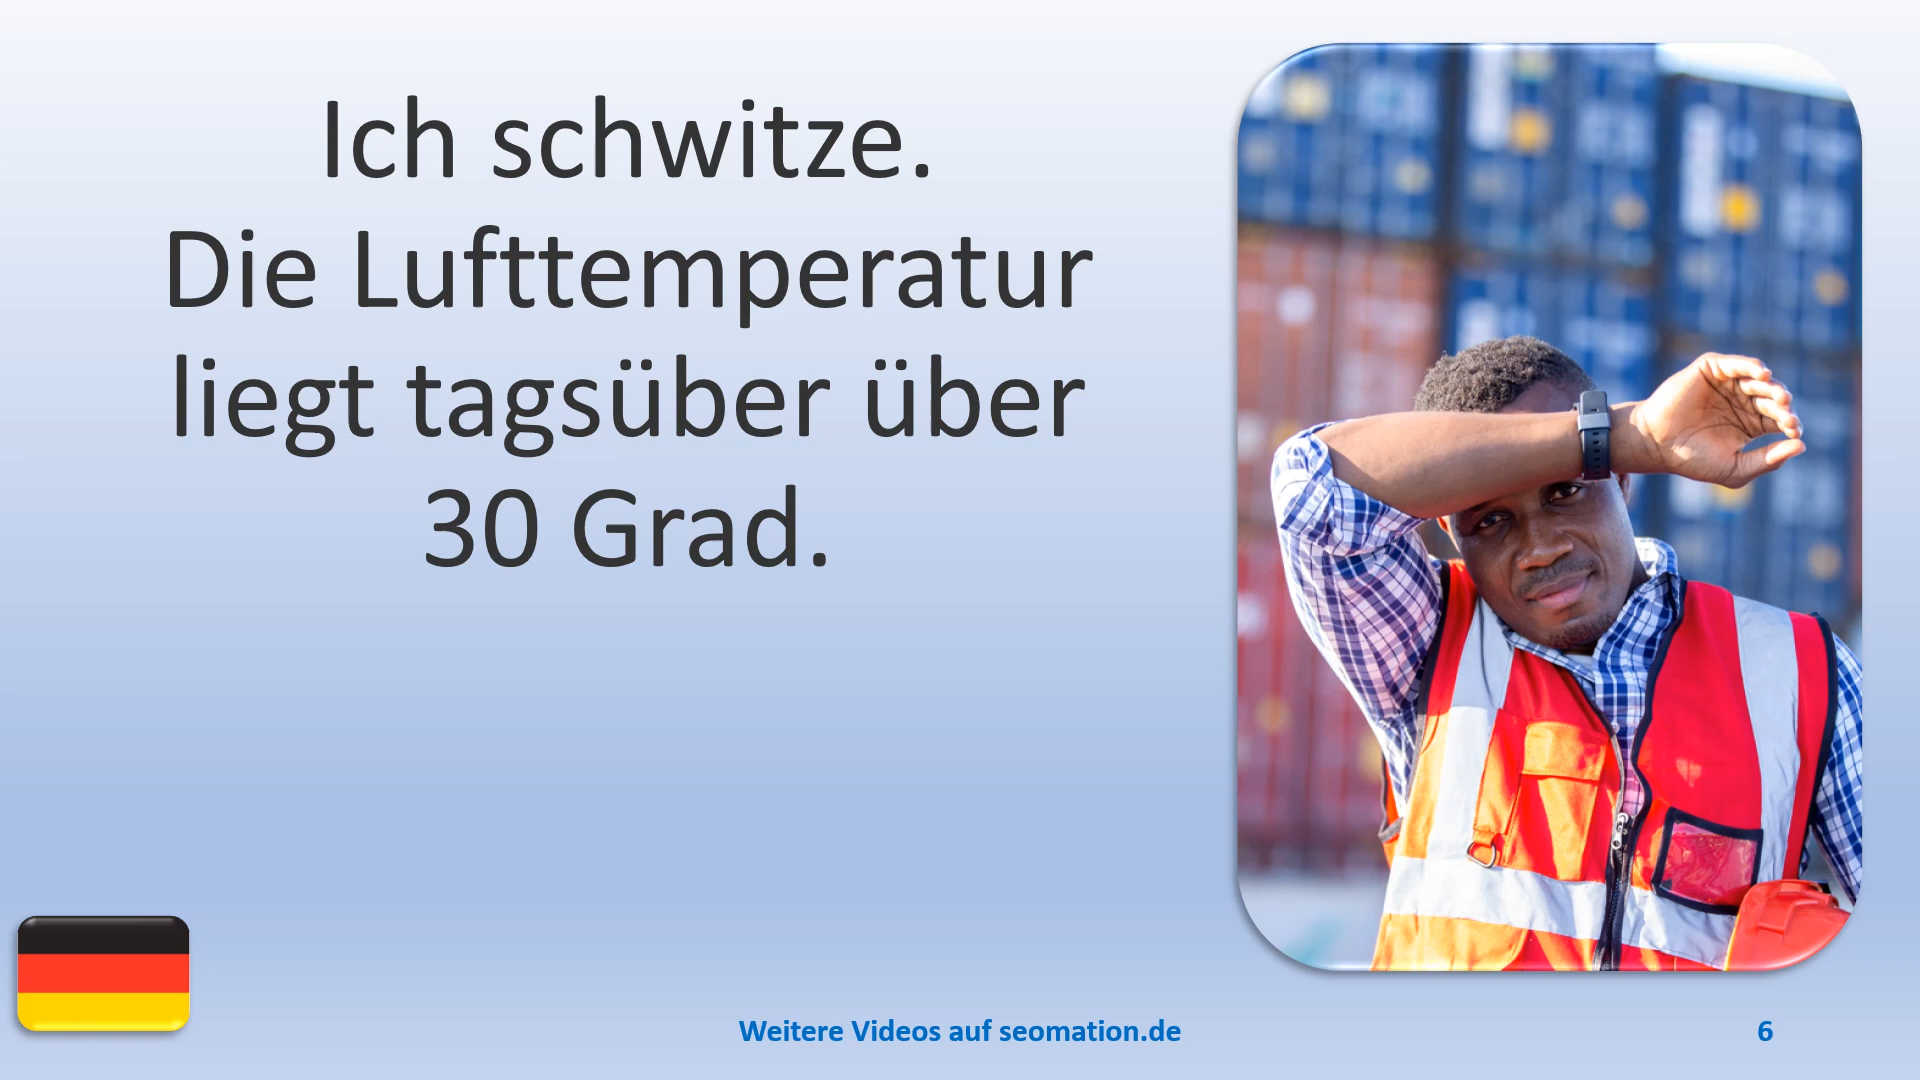 Ich schwitze.
Die Lufttemperatur
liegt tagsüber über
30 Grad.
Weitere Videos auf seomation.de
6